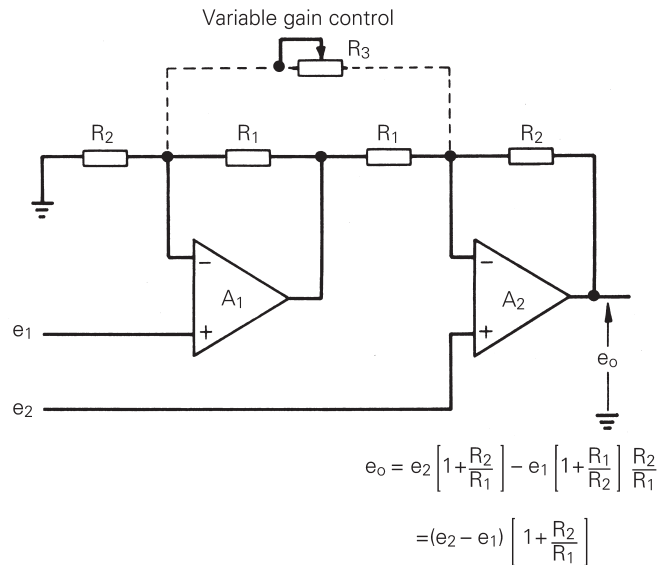 Variable gain control
R3
R2 R1 R1 R2
− −
A1 A2
+ +
e1
e2
eo
eo = e2 [1+R2/R1] − e1 [1+R1/R2] R2/R1
=(e2 − e1) [1+R2/R1]